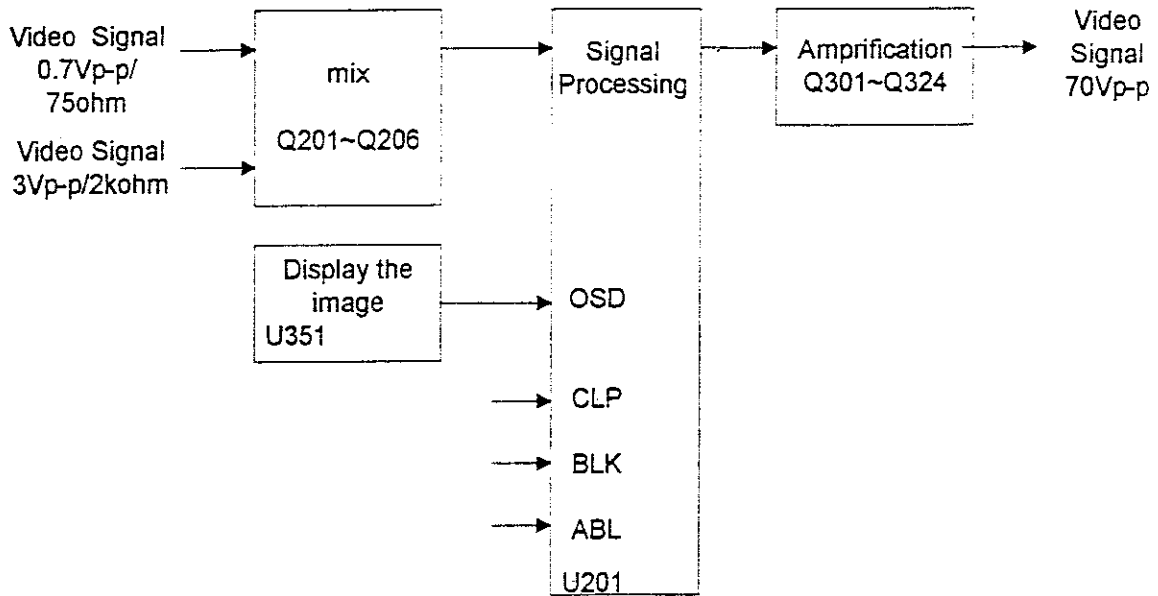 Video Signal
0.7Vp-p/
75ohm
Video Signal
3Vp-p/2kohm
mix
Q201~Q206
Display the
image
U351
Signal
Processing
OSD
CLP
BLK
ABL
U201
Amprification
Q301~Q324
Video
Signal
70Vp-p